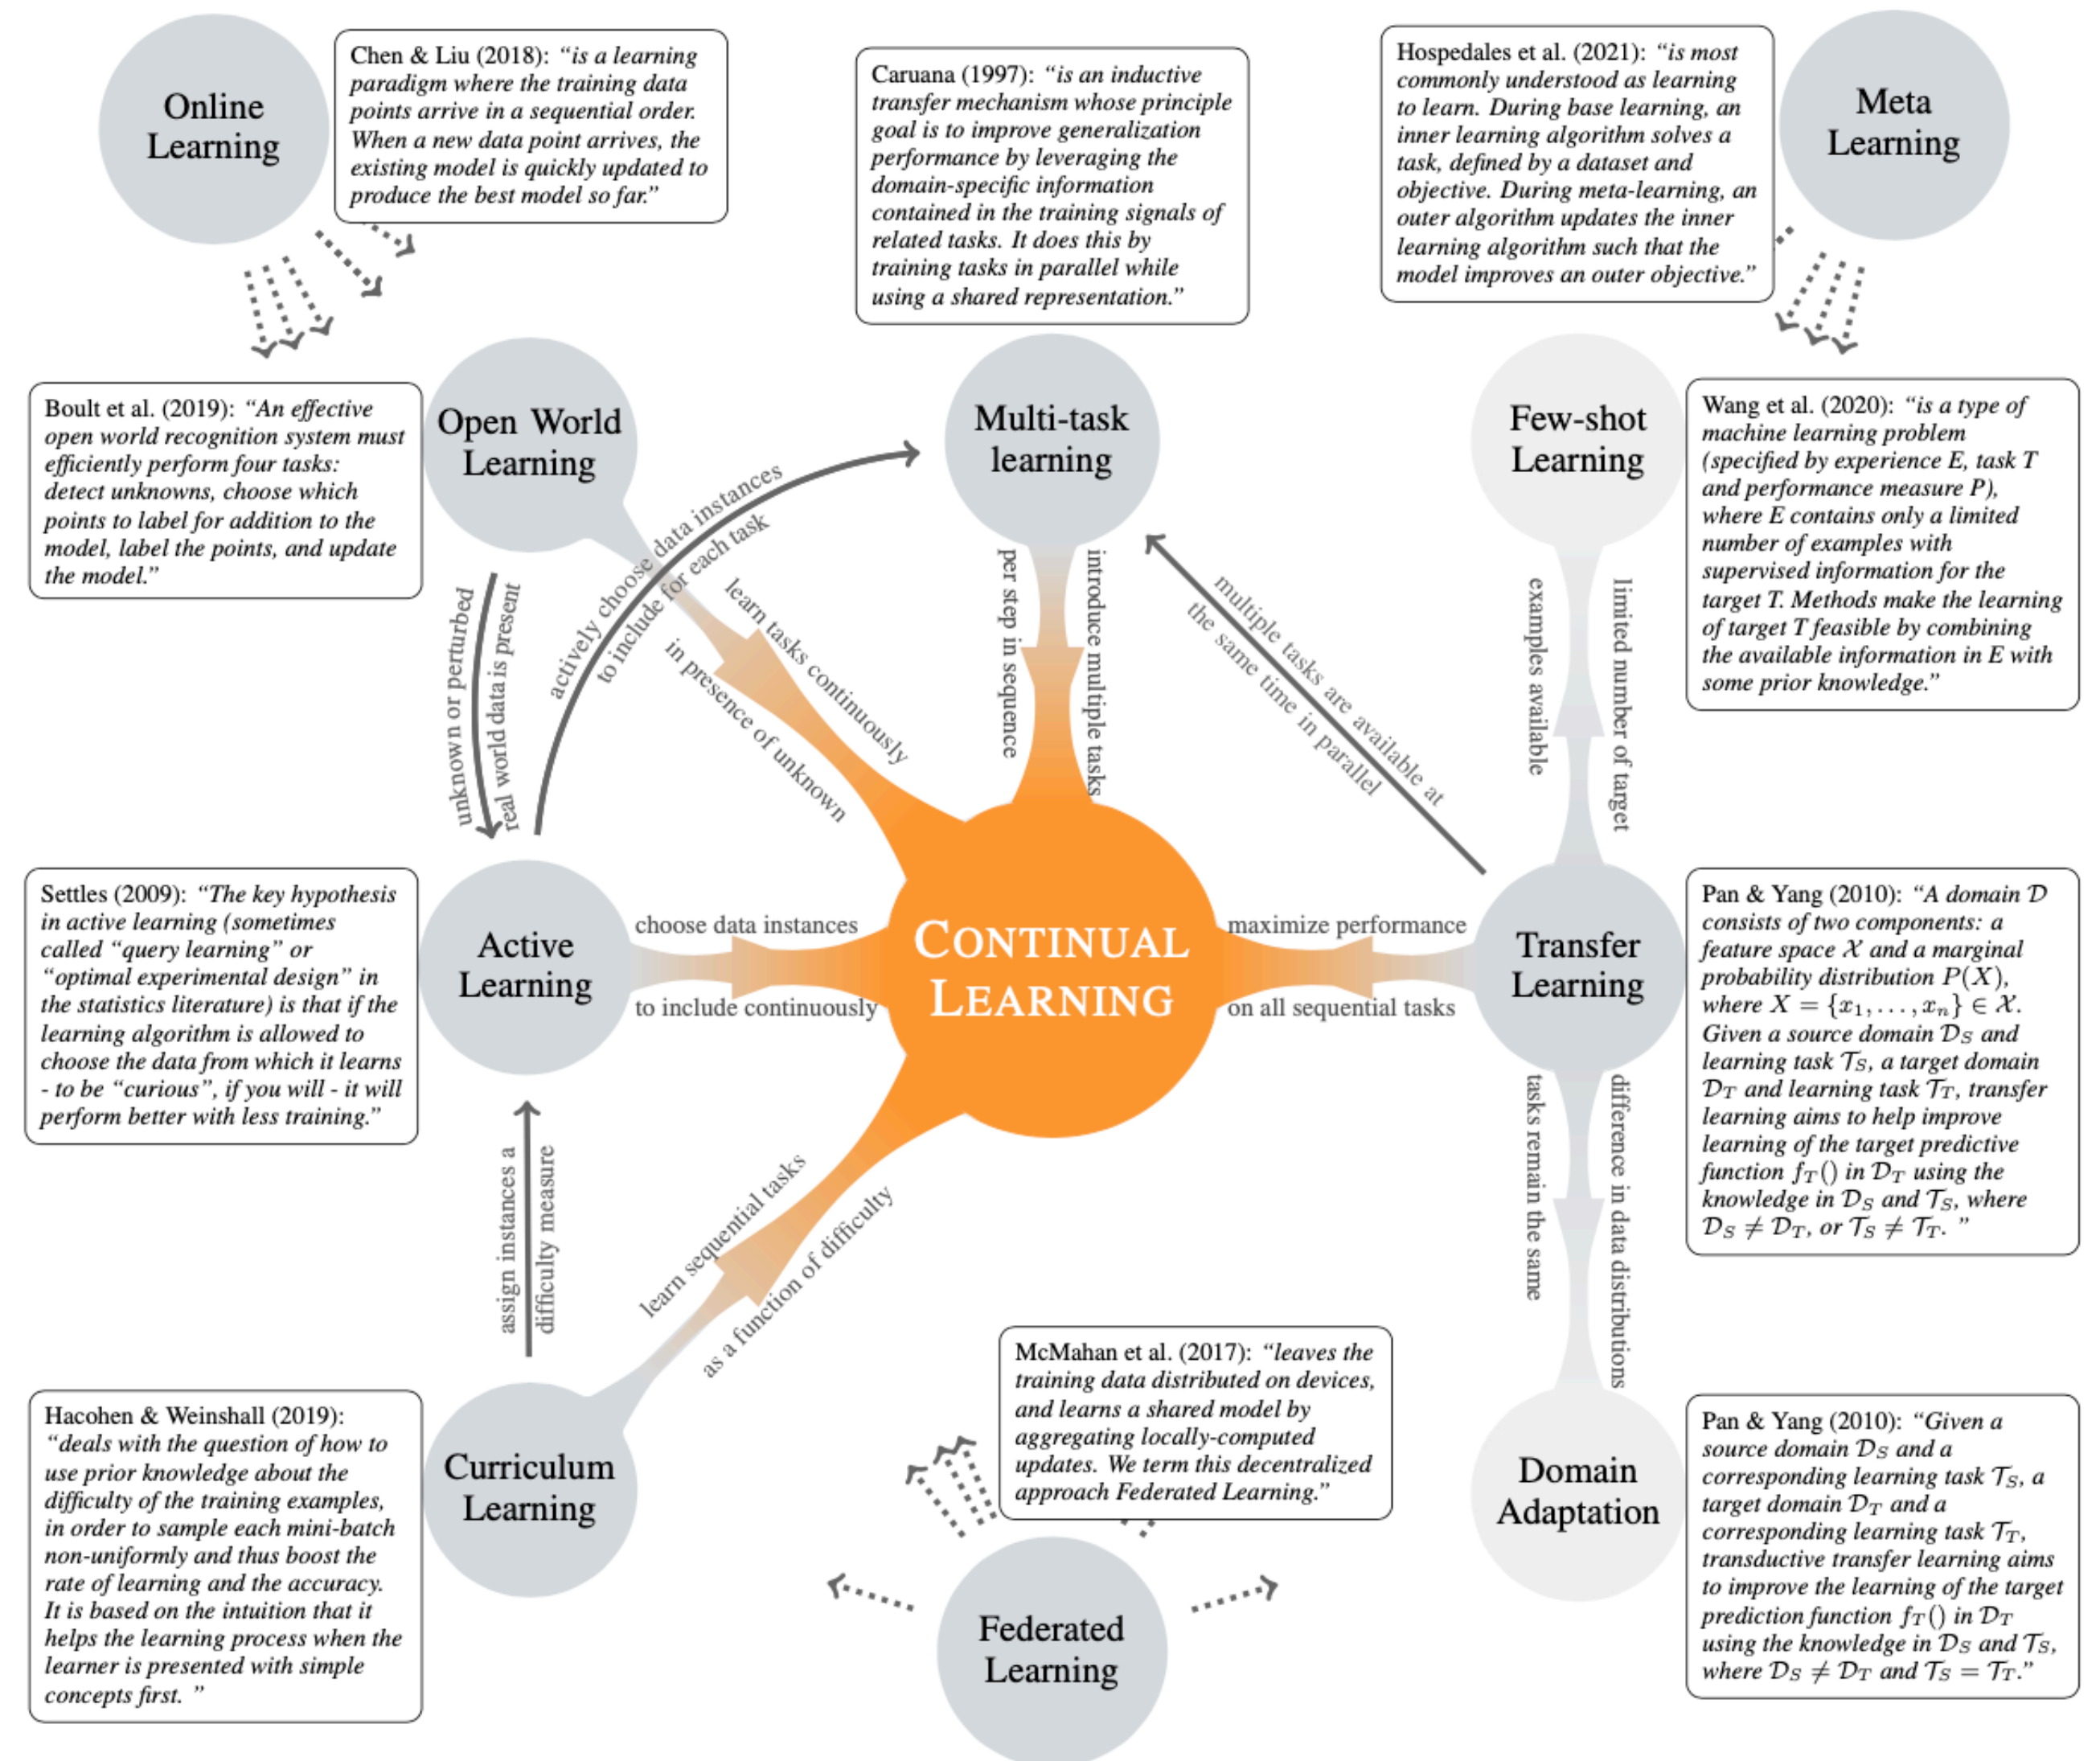 Online
Learning
Chen & Liu (2018): “is a learning
paradigm where the training data
points arrive in a sequential order.
When a new data point arrives, the
existing model is quickly updated to
produce the best model so far.”
Caruana (1997): “is an inductive
transfer mechanism whose principle
goal is to improve generalization
performance by leveraging the
domain-specific information
contained in the training signals of
related tasks. It does this by
training tasks in parallel while
using a shared representation.”
Hospedales et al. (2021): “is most
commonly understood as learning
to learn. During base learning, an
inner learning algorithm solves a
task, defined by a dataset and
objective. During meta-learning, an
outer algorithm updates the inner
learning algorithm such that the
model improves an outer objective.”
Meta
Learning
Boult et al. (2019): “An effective
open world recognition system must
efficiently perform four tasks:
detect unknowns, choose which
points to label for addition to the
model, label the points, and update
the model.”
Open World
Learning
Multi-task
learning
Few-shot
Learning
Wang et al. (2020): “is a type of
machine learning problem
(specified by experience E, task T
and performance measure P),
where E contains only a limited
number of examples with
supervised information for the
target T. Methods make the learning
of target T feasible by combining
the available information in E with
some prior knowledge.”
unknown or perturbed
real world data is present
actively choose data instances
to include for each task
learn tasks continuously
in presence of unknown
introduce multiple tasks
per step in sequence
multiple tasks are available at
the same time in parallel
limited number of target
examples available
Settles (2009): “The key hypothesis
in active learning (sometimes
called “query learning” or
“optimal experimental design” in
the statistics literature) is that if the
learning algorithm is allowed to
choose the data from which it learns
- to be “curious”, if you will - it will
perform better with less training.”
Active
Learning
choose data instances
to include continuously
CONTINUAL
LEARNING
maximize performance
on all sequential tasks
Transfer
Learning
Pan & Yang (2010): “A domain 𝒟
consists of two components: a
feature space 𝒳 and a marginal
probability distribution P(X),
where X = {x₁, . . . , xₙ} ∈ 𝒳.
Given a source domain 𝒟_S and
learning task 𝒯_S, a target domain
𝒟_T and learning task 𝒯_T, transfer
learning aims to help improve
learning of the target predictive
function f_T() in 𝒟_T using the
knowledge in 𝒟_S and 𝒯_S, where
𝒟_S ≠ 𝒟_T, or 𝒯_S ≠ 𝒯_T. ”
assign instances a
difficulty measure
learn sequential tasks
as a function of difficulty
difference in data distributions
tasks remain the same
Hacohen & Weinshall (2019):
“deals with the question of how to
use prior knowledge about the
difficulty of the training examples,
in order to sample each mini-batch
non-uniformly and thus boost the
rate of learning and the accuracy.
It is based on the intuition that it
helps the learning process when the
learner is presented with simple
concepts first. ”
Curriculum
Learning
McMahan et al. (2017): “leaves the
training data distributed on devices,
and learns a shared model by
aggregating locally-computed
updates. We term this decentralized
approach Federated Learning.”
Federated
Learning
Domain
Adaptation
Pan & Yang (2010): “Given a
source domain 𝒟_S and a
corresponding learning task 𝒯_S, a
target domain 𝒟_T and a
corresponding learning task 𝒯_T,
transductive transfer learning aims
to improve the learning of the target
prediction function f_T() in 𝒟_T
using the knowledge in 𝒟_S and 𝒯_S,
where 𝒟_S ≠ 𝒟_T and 𝒯_S = 𝒯_T.”